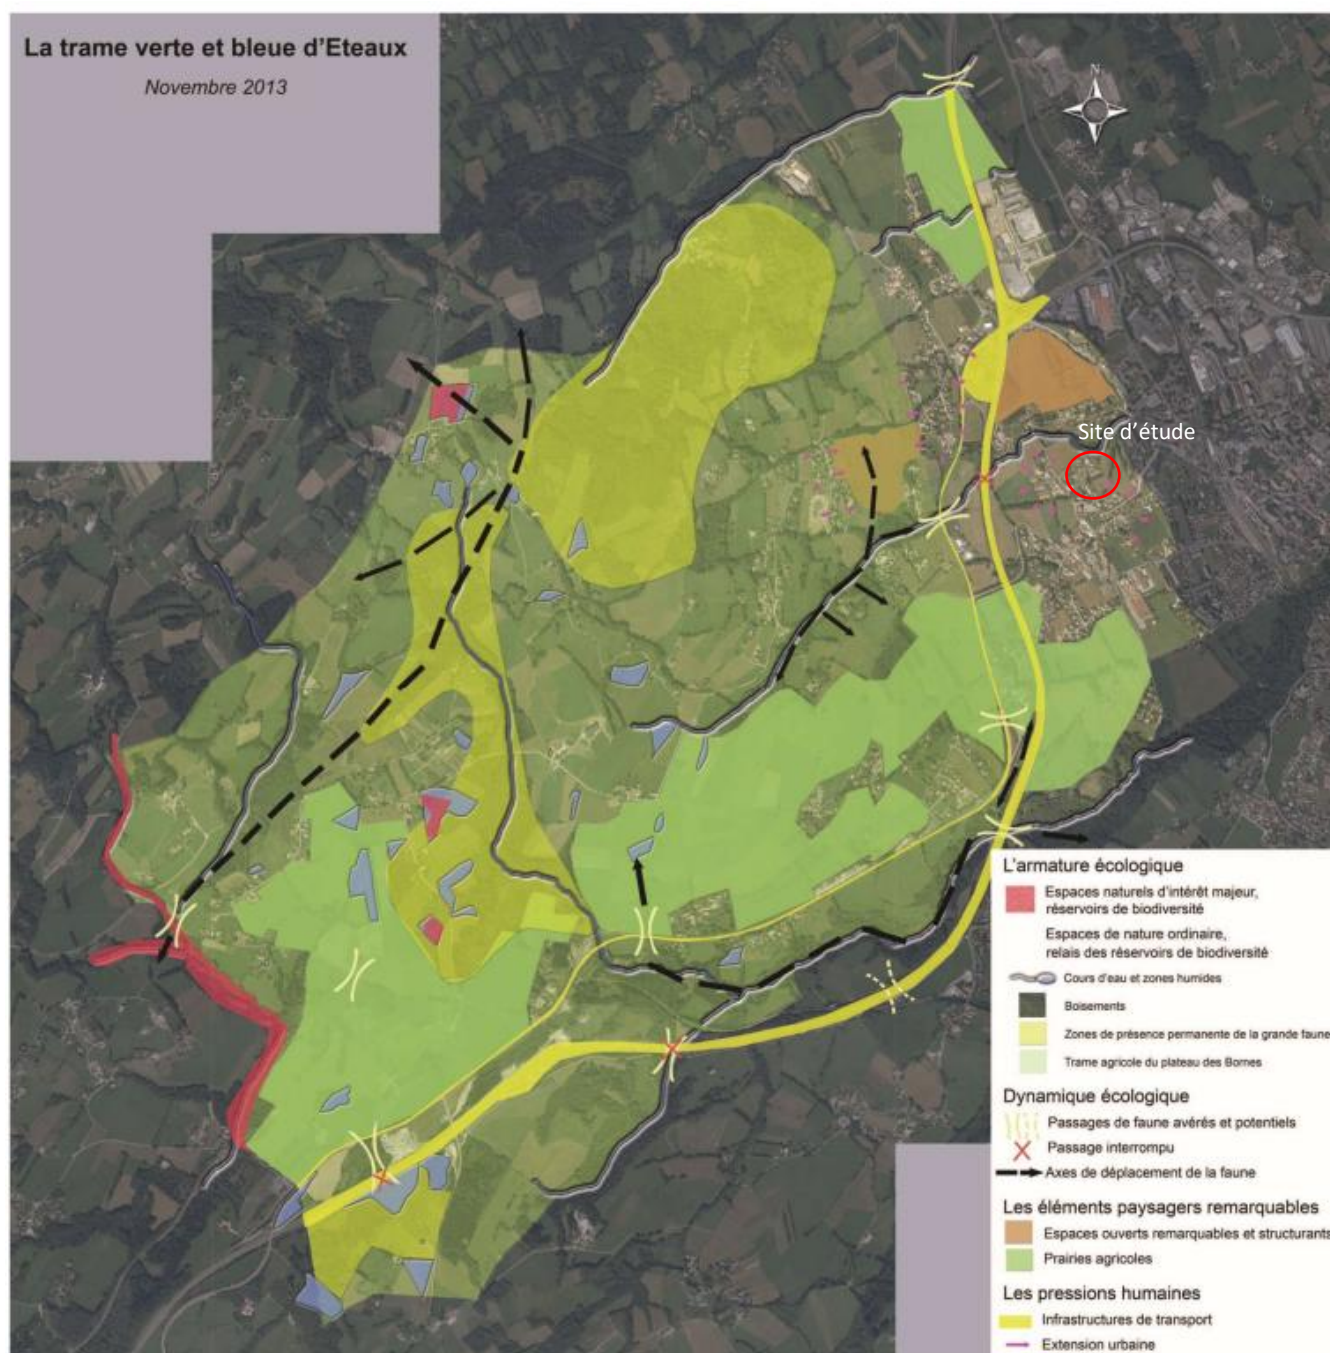 La trame verte et bleue d'Eteaux
Novembre 2013
N
Site d'étude
L'armature écologique
Espaces naturels d'intérêt majeur,
réservoirs de biodiversité
Espaces de nature ordinaire,
relais des réservoirs de biodiversité
Cours d'eau et zones humides
Boisements
Zones de présence permanente de la grande faune
Trame agricole du plateau des Bornes
Dynamique écologique
Passages de faune avérés et potentiels
Passage interrompu
Axes de déplacement de la faune
Les éléments paysagers remarquables
Espaces ouverts remarquables et structurants
Prairies agricoles
Les pressions humaines
Infrastructures de transport
Extension urbaine